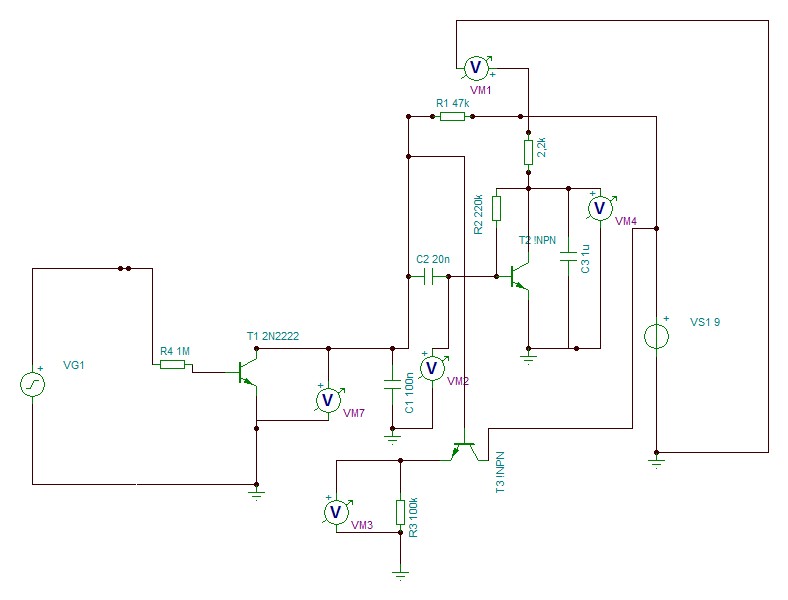 V
+
VM1
R1 47k
2,2k
R2 220k
+
V
VM4
T2 !NPN
C3 1u
C2 20n
+
VS1 9
T1 2N2222
R4 1M
VG1
+
+
V
VM7
C1 100n
+
V
VM2
T3 !NPN
+
V
VM3
R3 100k